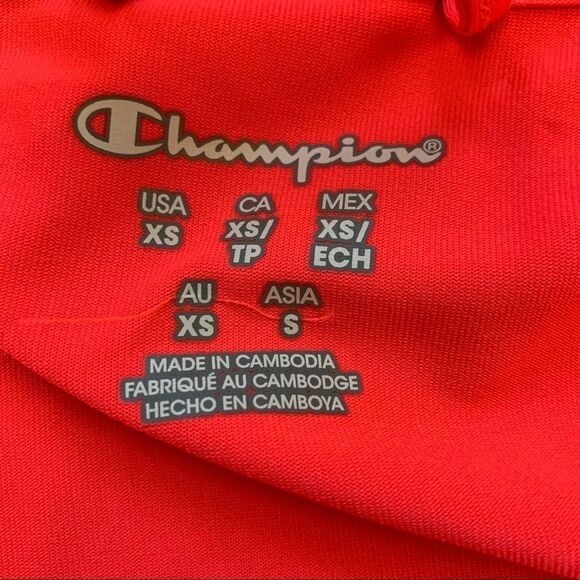 Champion®
USA CA MEX
XS XS/TP XS/ECH
AU ASIA
XS S
MADE IN CAMBODIA
FABRIQUÉ AU CAMBODGE
HECHO EN CAMBOYA